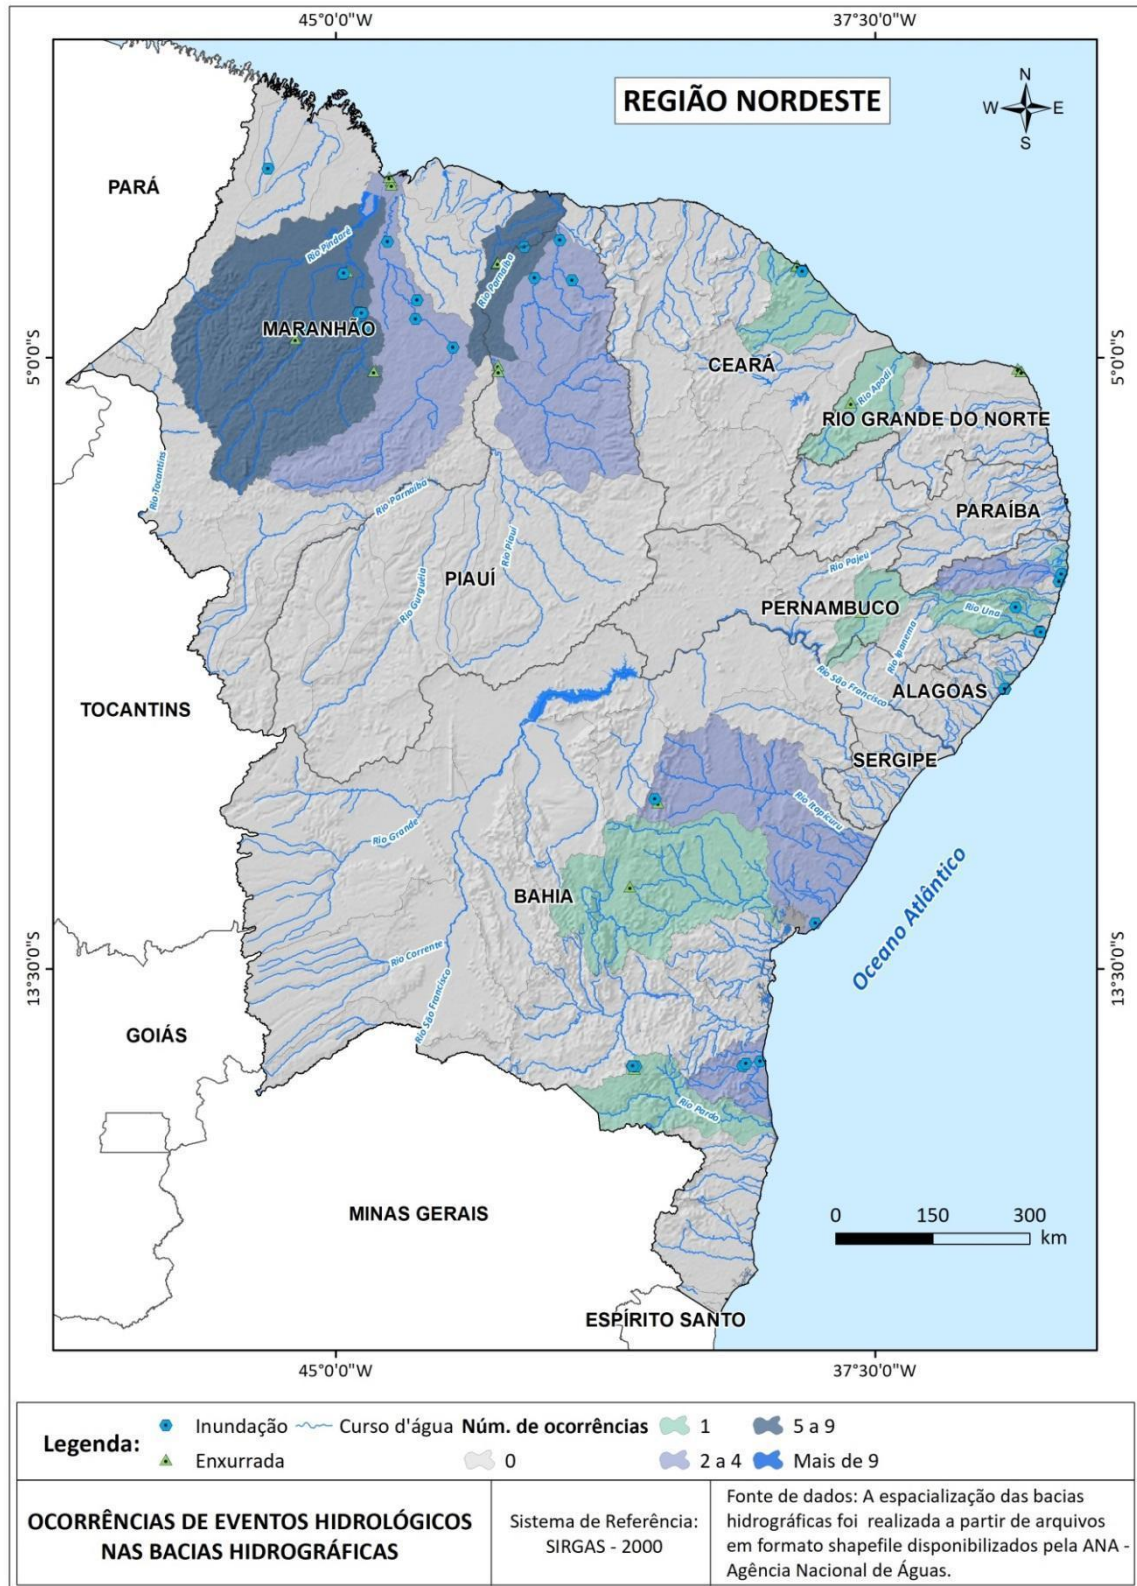 45°0'0"W
37°30'0"W
REGIÃO NORDESTE
N
W
E
S
PARÁ
Rio Pindaré
Rio Parnaíba
MARANHÃO
5°0'0"S
5°0'0"S
CEARÁ
Rio Apodi
RIO GRANDE DO NORTE
Rio Tocantins
Rio Parnaíba
PARAÍBA
Rio Piauí
Rio Pajeú
PIAUÍ
Rio Gurguéia
PERNAMBUCO
Rio Una
Rio Ipanema
Rio São Francisco
ALAGOAS
TOCANTINS
SERGIPE
Rio Itapicuru
Rio Grande
BAHIA
Oceano Atlântico
Rio Corrente
13°30'0"S
13°30'0"S
Rio São Francisco
GOIÁS
Rio Pardo
MINAS GERAIS
0 150 300
km
ESPÍRITO SANTO
45°0'0"W
37°30'0"W
Legenda:
Inundação
Curso d'água
Núm. de ocorrências
1
5 a 9
Enxurrada
0
2 a 4
Mais de 9
OCORRÊNCIAS DE EVENTOS HIDROLÓGICOS
NAS BACIAS HIDROGRÁFICAS
Sistema de Referência:
SIRGAS - 2000
Fonte de dados: A espacialização das bacias
hidrográficas foi realizada a partir de arquivos
em formato shapefile disponibilizados pela ANA -
Agência Nacional de Águas.